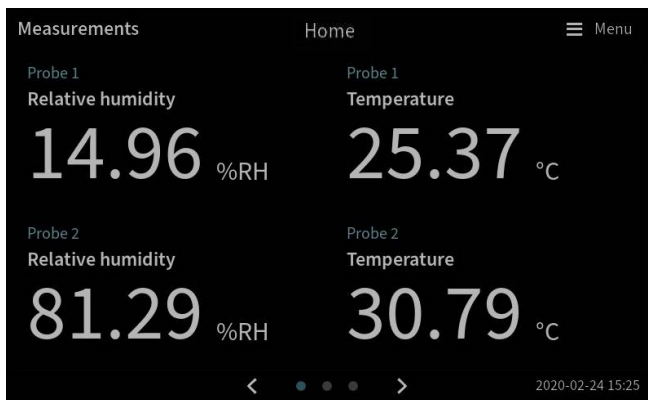 Measurements Home Menu
Probe 1 Probe 1
Relative humidity Temperature
14.96 %RH 25.37 °C
Probe 2 Probe 2
Relative humidity Temperature
81.29 %RH 30.79 °C
2020-02-24 15:25